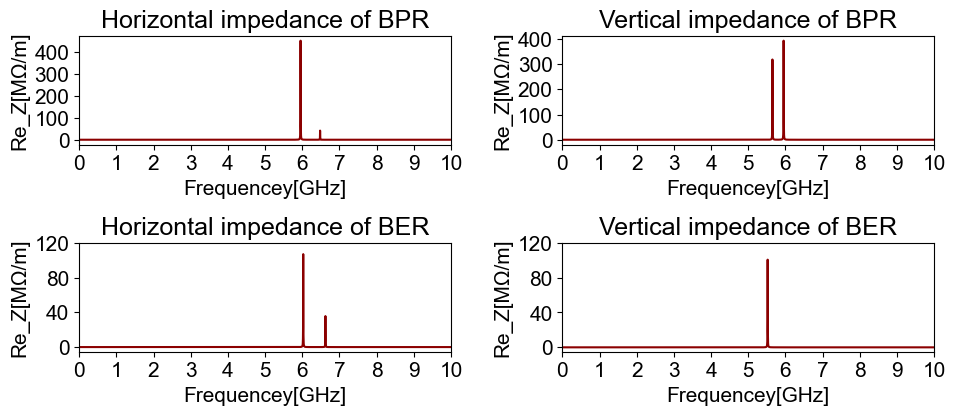 Horizontal impedance of BPR
Re_Z[MΩ/m]
400
300
200
100
0
0 1 2 3 4 5 6 7 8 9 10
Frequencey[GHz]
Vertical impedance of BPR
Re_Z[MΩ/m]
400
300
200
100
0
0 1 2 3 4 5 6 7 8 9 10
Frequencey[GHz]
Horizontal impedance of BER
Re_Z[MΩ/m]
120
80
40
0
0 1 2 3 4 5 6 7 8 9 10
Frequencey[GHz]
Vertical impedance of BER
Re_Z[MΩ/m]
120
80
40
0
0 1 2 3 4 5 6 7 8 9 10
Frequencey[GHz]